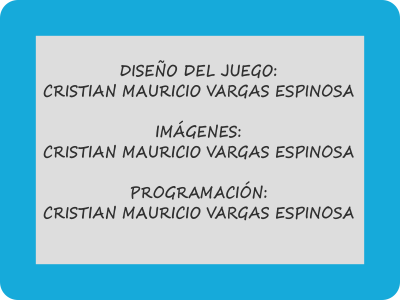 DISEÑO DEL JUEGO:
CRISTIAN MAURICIO VARGAS ESPINOSA
IMÁGENES:
CRISTIAN MAURICIO VARGAS ESPINOSA
PROGRAMACIÓN:
CRISTIAN MAURICIO VARGAS ESPINOSA